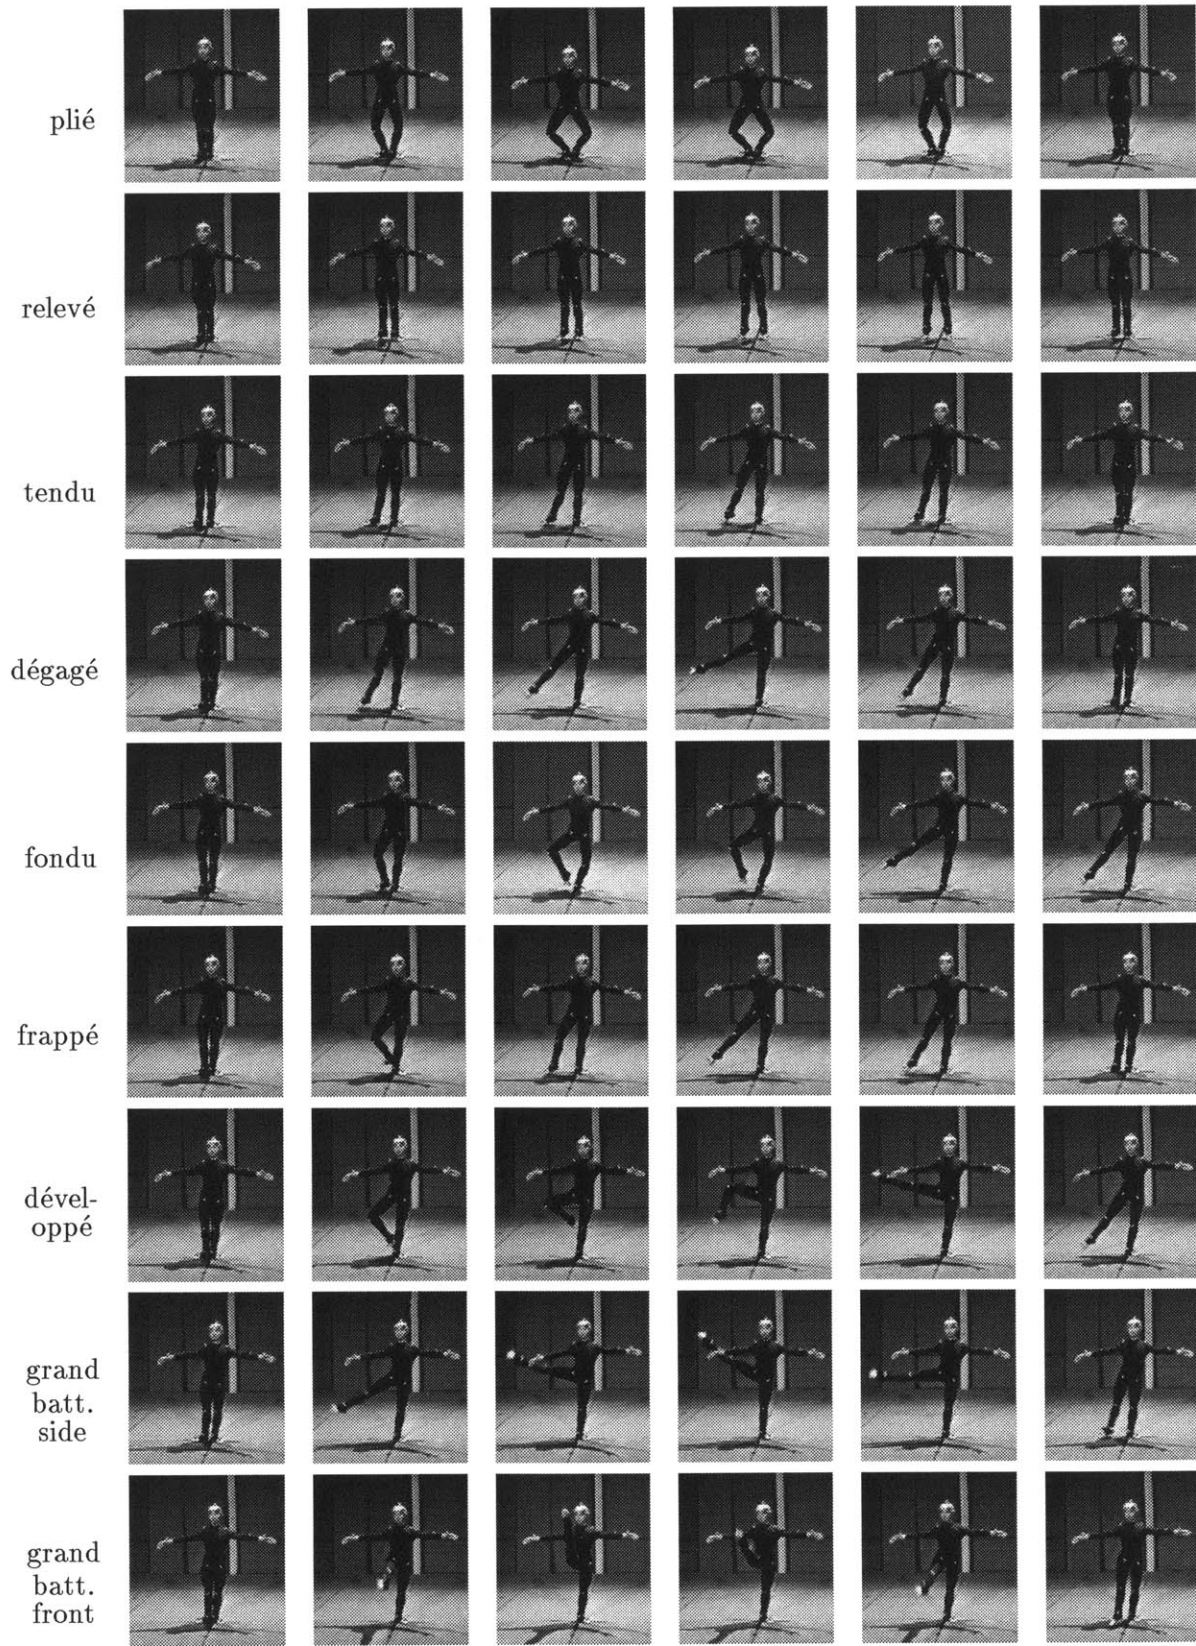 plié
relevé
tendu
dégagé
fondu
frappé
dével-
oppé
grand
batt.
side
grand
batt.
front